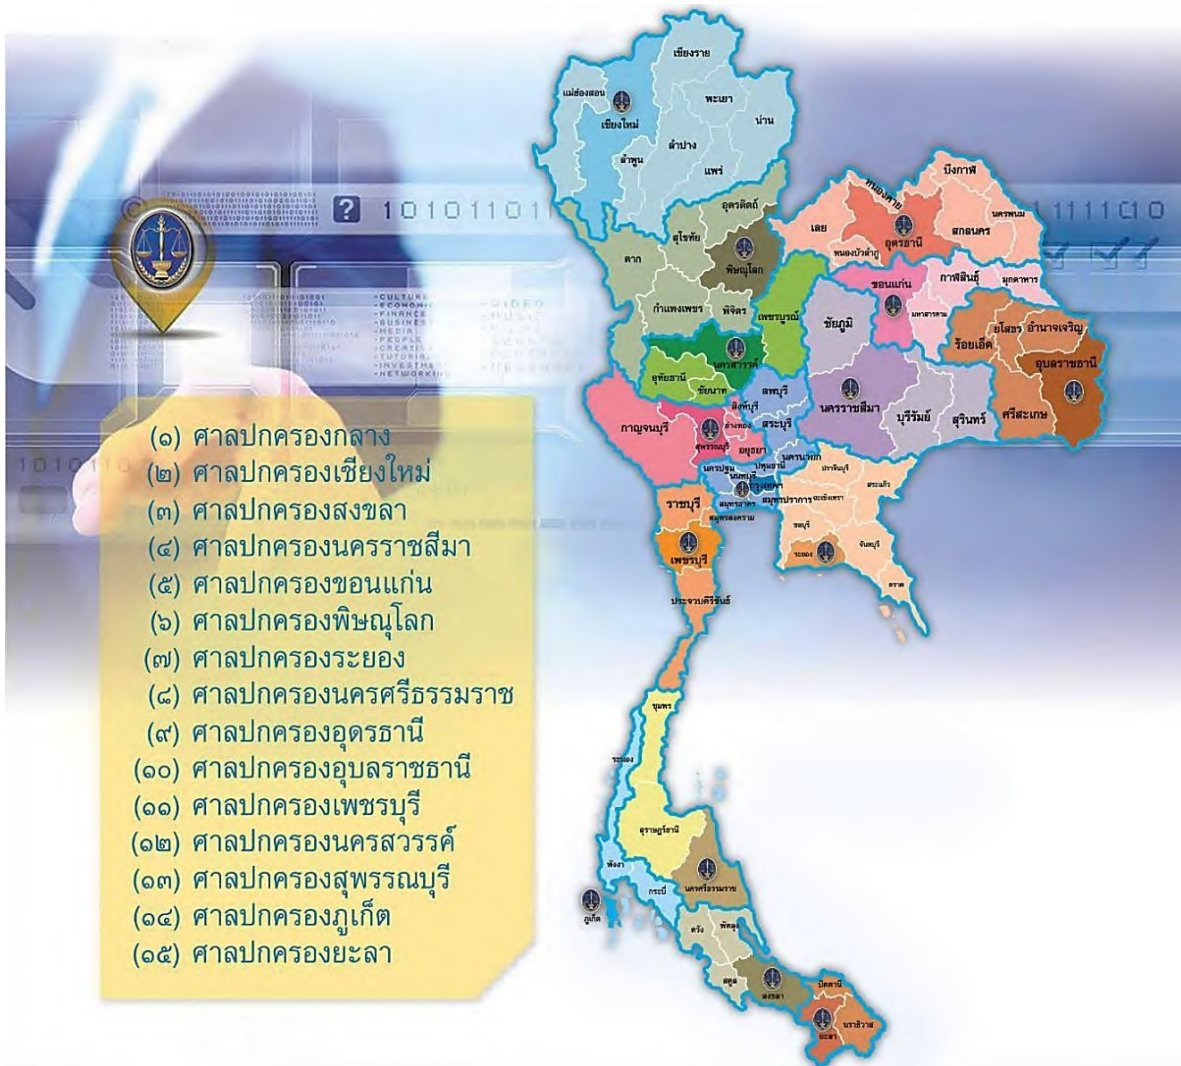 (๑) ศาลปกครองกลาง
(๒) ศาลปกครองเชียงใหม่
(๓) ศาลปกครองสงขลา
(๔) ศาลปกครองนครราชสีมา
(๕) ศาลปกครองขอนแก่น
(๖) ศาลปกครองพิษณุโลก
(๗) ศาลปกครองระยอง
(๘) ศาลปกครองนครศรีธรรมราช
(๙) ศาลปกครองอุดรธานี
(๑๐) ศาลปกครองอุบลราชธานี
(๑๑) ศาลปกครองเพชรบุรี
(๑๒) ศาลปกครองนครสวรรค์
(๑๓) ศาลปกครองสุพรรณบุรี
(๑๔) ศาลปกครองภูเก็ต
(๑๕) ศาลปกครองยะลา
เชียงราย
แม่ฮ่องสอน
พะเยา
เชียงใหม่
น่าน
ลำปาง
ลำพูน
แพร่
อุตรดิตถ์
สุโขทัย
ตาก
พิษณุโลก
กำแพงเพชร
พิจิตร
เพชรบูรณ์
บึงกาฬ
หนองคาย
นครพนม
เลย
สกลนคร
อุดรธานี
หนองบัวลำภู
ขอนแก่น
กาฬสินธุ์
มุกดาหาร
มหาสารคาม
ชัยภูมิ
ร้อยเอ็ด
ยโสธร
อำนาจเจริญ
อุบลราชธานี
นครสวรรค์
อุทัยธานี
ชัยนาท
ลพบุรี
สิงห์บุรี
นครราชสีมา
บุรีรัมย์
สุรินทร์
ศรีสะเกษ
กาญจนบุรี
อ่างทอง
สระบุรี
สุพรรณบุรี
อยุธยา
นครนายก
นครปฐม
ปทุมธานี
นนทบุรี
กรุงเทพฯ
ปราจีนบุรี
สระแก้ว
สมุทรปราการ
ฉะเชิงเทรา
สมุทรสาคร
สมุทรสงคราม
ราชบุรี
ชลบุรี
จันทบุรี
ระยอง
ตราด
เพชรบุรี
ประจวบคีรีขันธ์
ชุมพร
ระนอง
สุราษฎร์ธานี
พังงา
กระบี่
นครศรีธรรมราช
ภูเก็ต
ตรัง
พัทลุง
สตูล
สงขลา
ปัตตานี
ยะลา
นราธิวาส
?
101011011
111010
-CULTURE
-ECONOMIC
-FINANCE
-BUSINESS
-MEDIA
-PEOPLE
-CREATIV
-TUTORIAL
-INVESTME
-NETWORKING
-VIDEO
-MUSIC
1010110